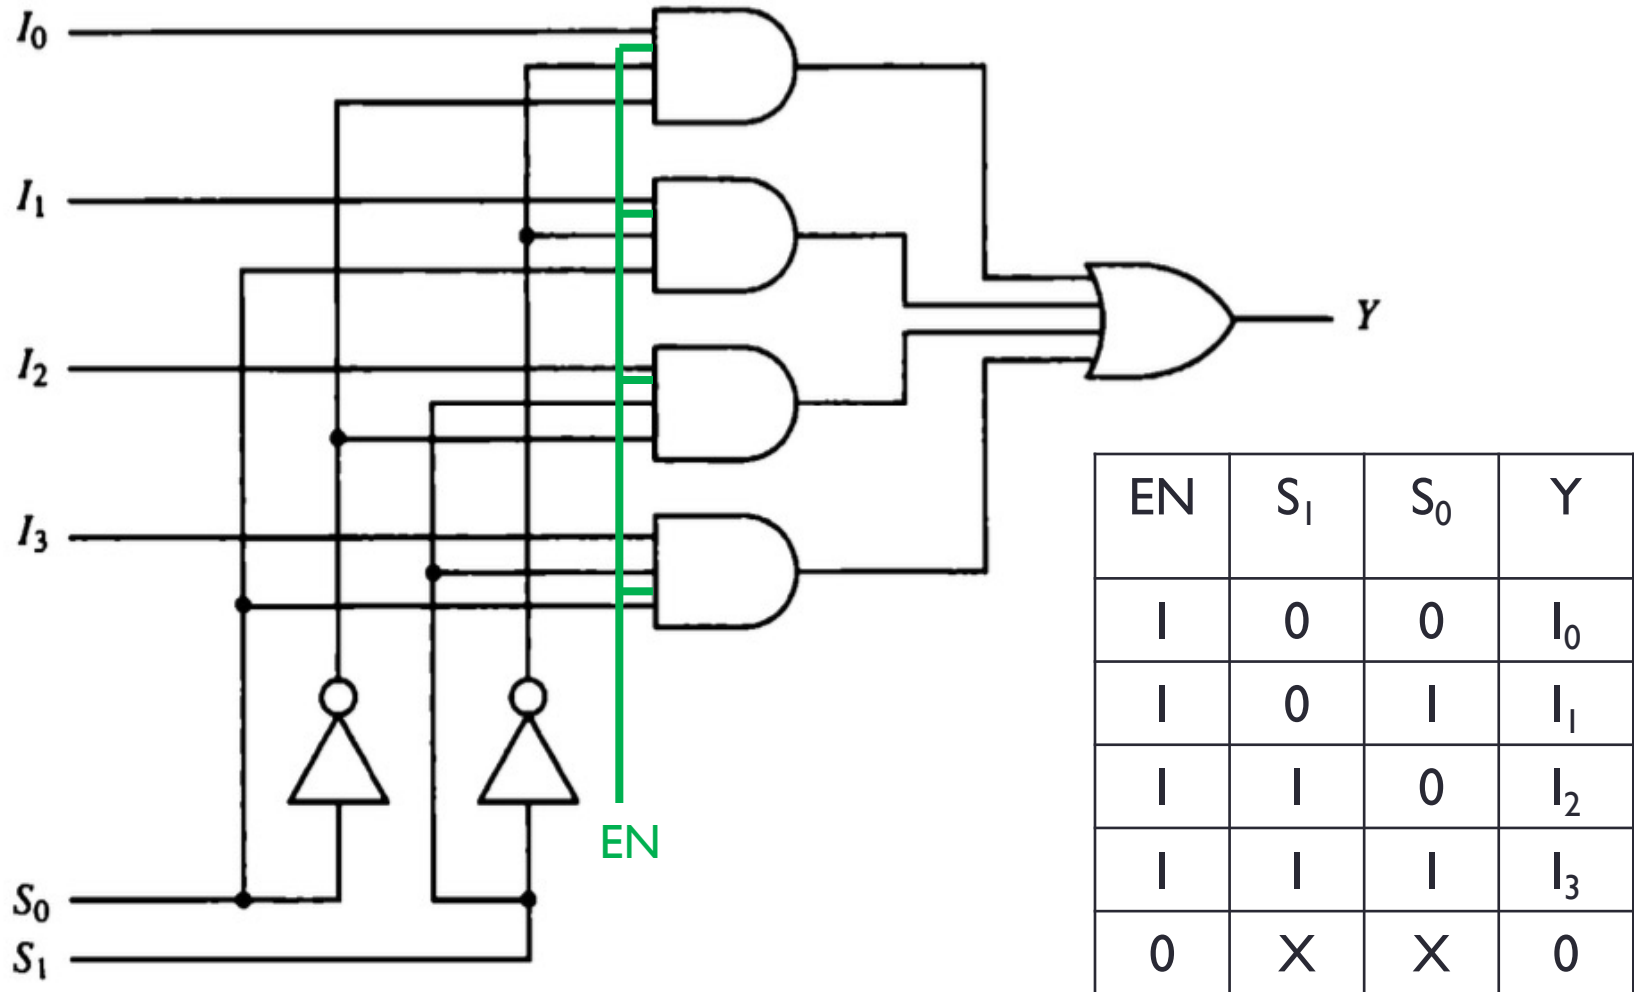 I₀
I₁
I₂
I₃
S₀
S₁
EN
Y
EN S₁ S₀ Y
1 0 0 I₀
1 0 1 I₁
1 1 0 I₂
1 1 1 I₃
0 X X 0